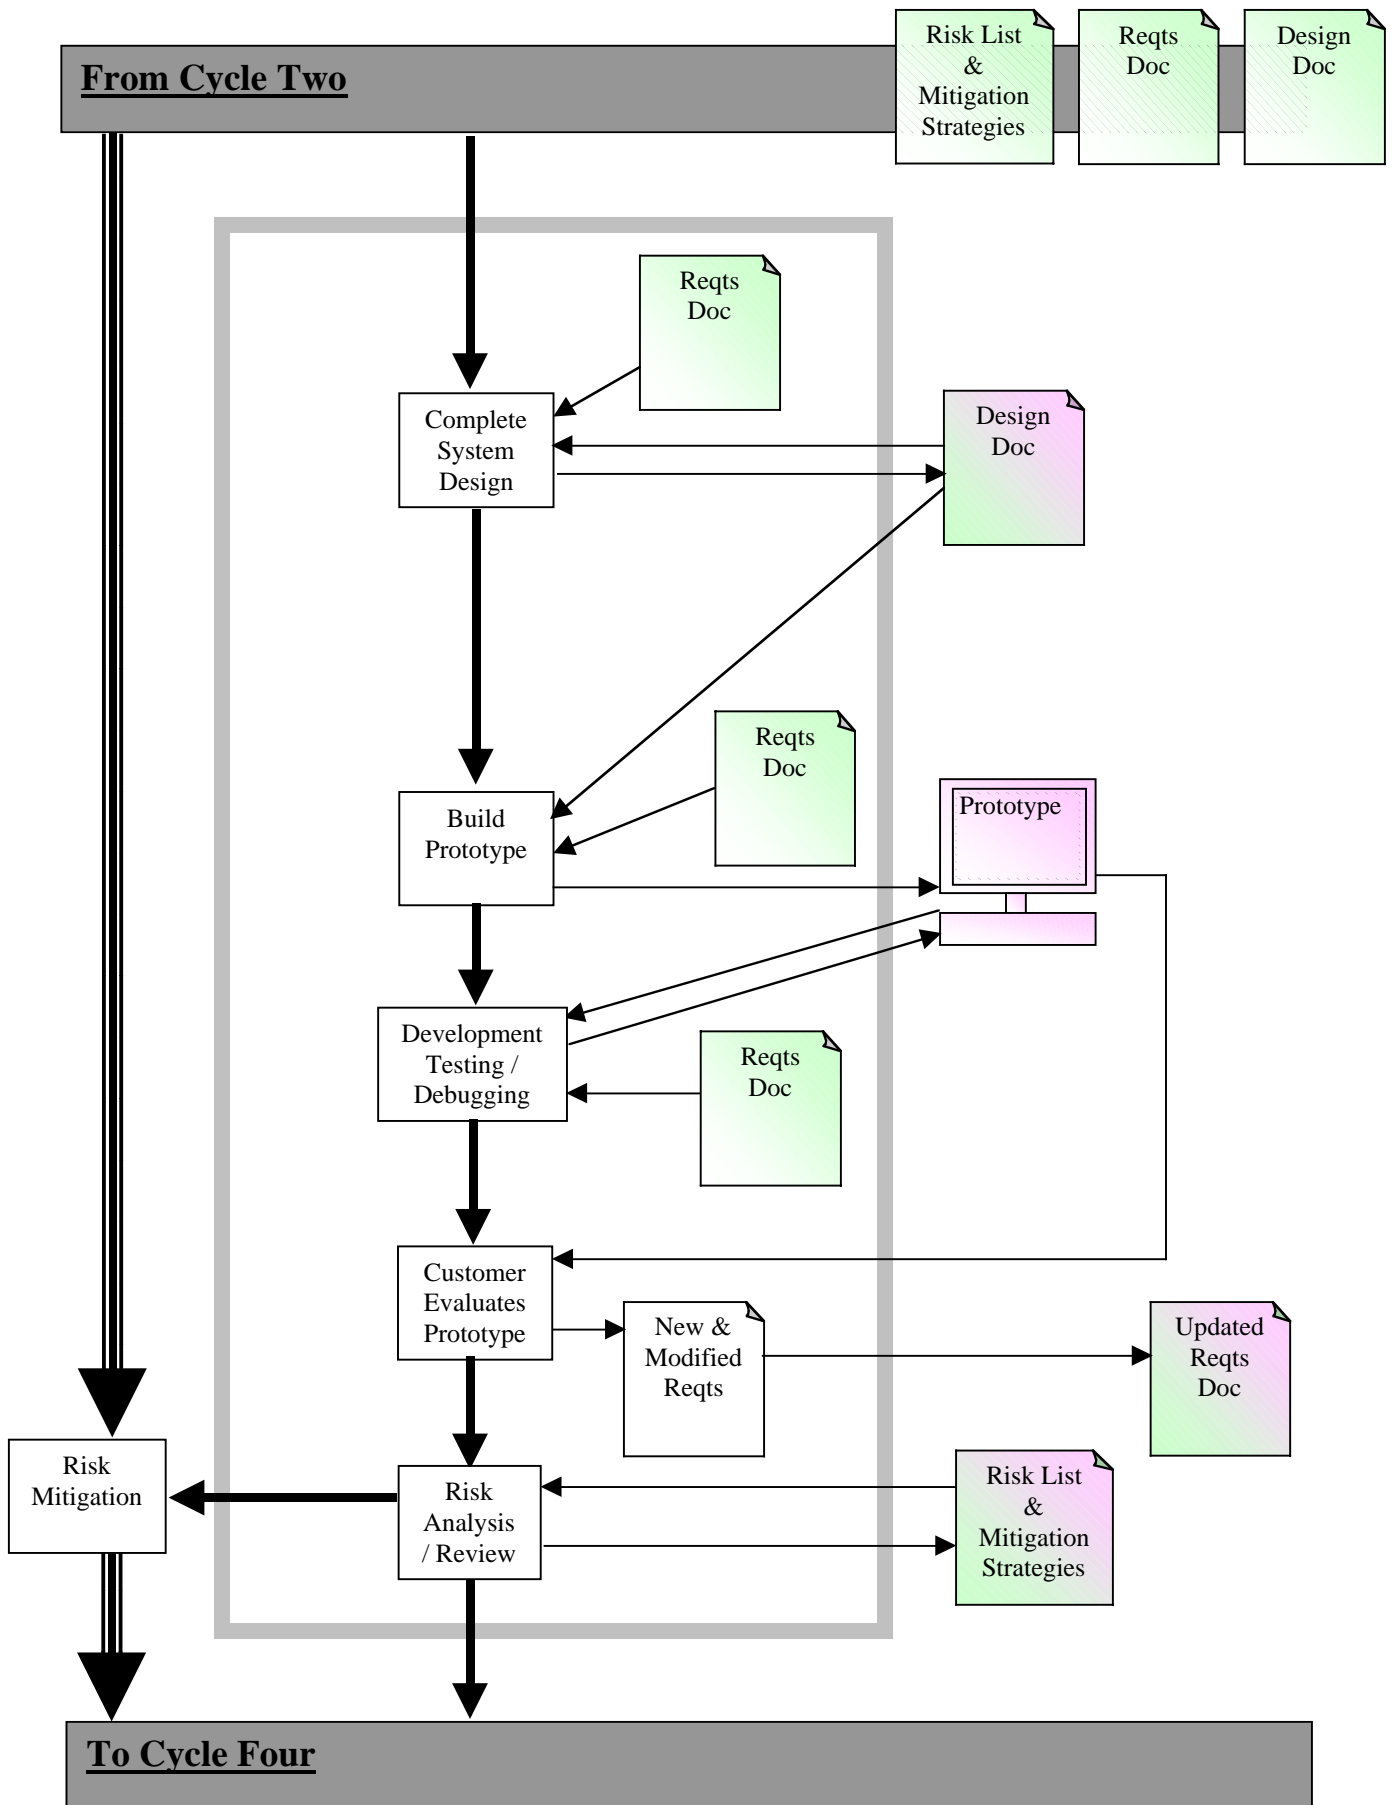 From Cycle Two
Risk List
&
Mitigation
Strategies
Reqts
Doc
Design
Doc
Reqts
Doc
Complete
System
Design
Design
Doc
Reqts
Doc
Build
Prototype
Prototype
Development
Testing /
Debugging
Reqts
Doc
Customer
Evaluates
Prototype
New &
Modified
Reqts
Updated
Reqts
Doc
Risk
Mitigation
Risk
Analysis
/ Review
Risk List
&
Mitigation
Strategies
To Cycle Four